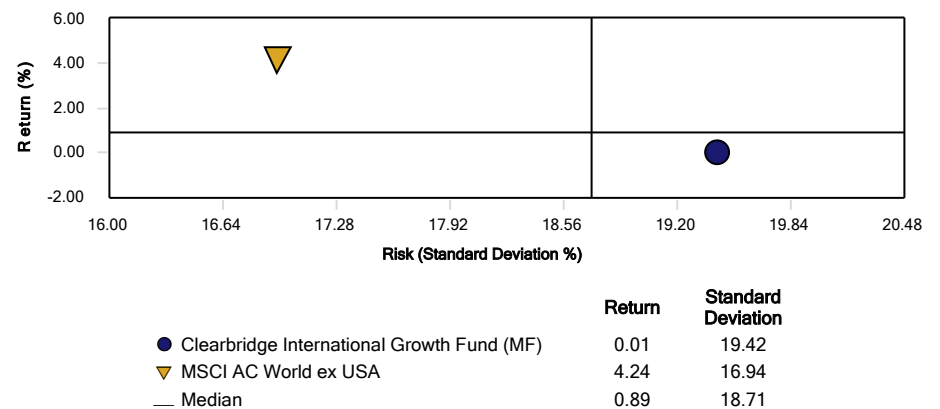 6.00
4.00
2.00
0.00
-2.00
Return (%)
16.00 16.64 17.28 17.92 18.56 19.20 19.84 20.48
Risk (Standard Deviation %)
Return Standard Deviation
Clearbridge International Growth Fund (MF) 0.01 19.42
MSCI AC World ex USA 4.24 16.94
Median 0.89 18.71